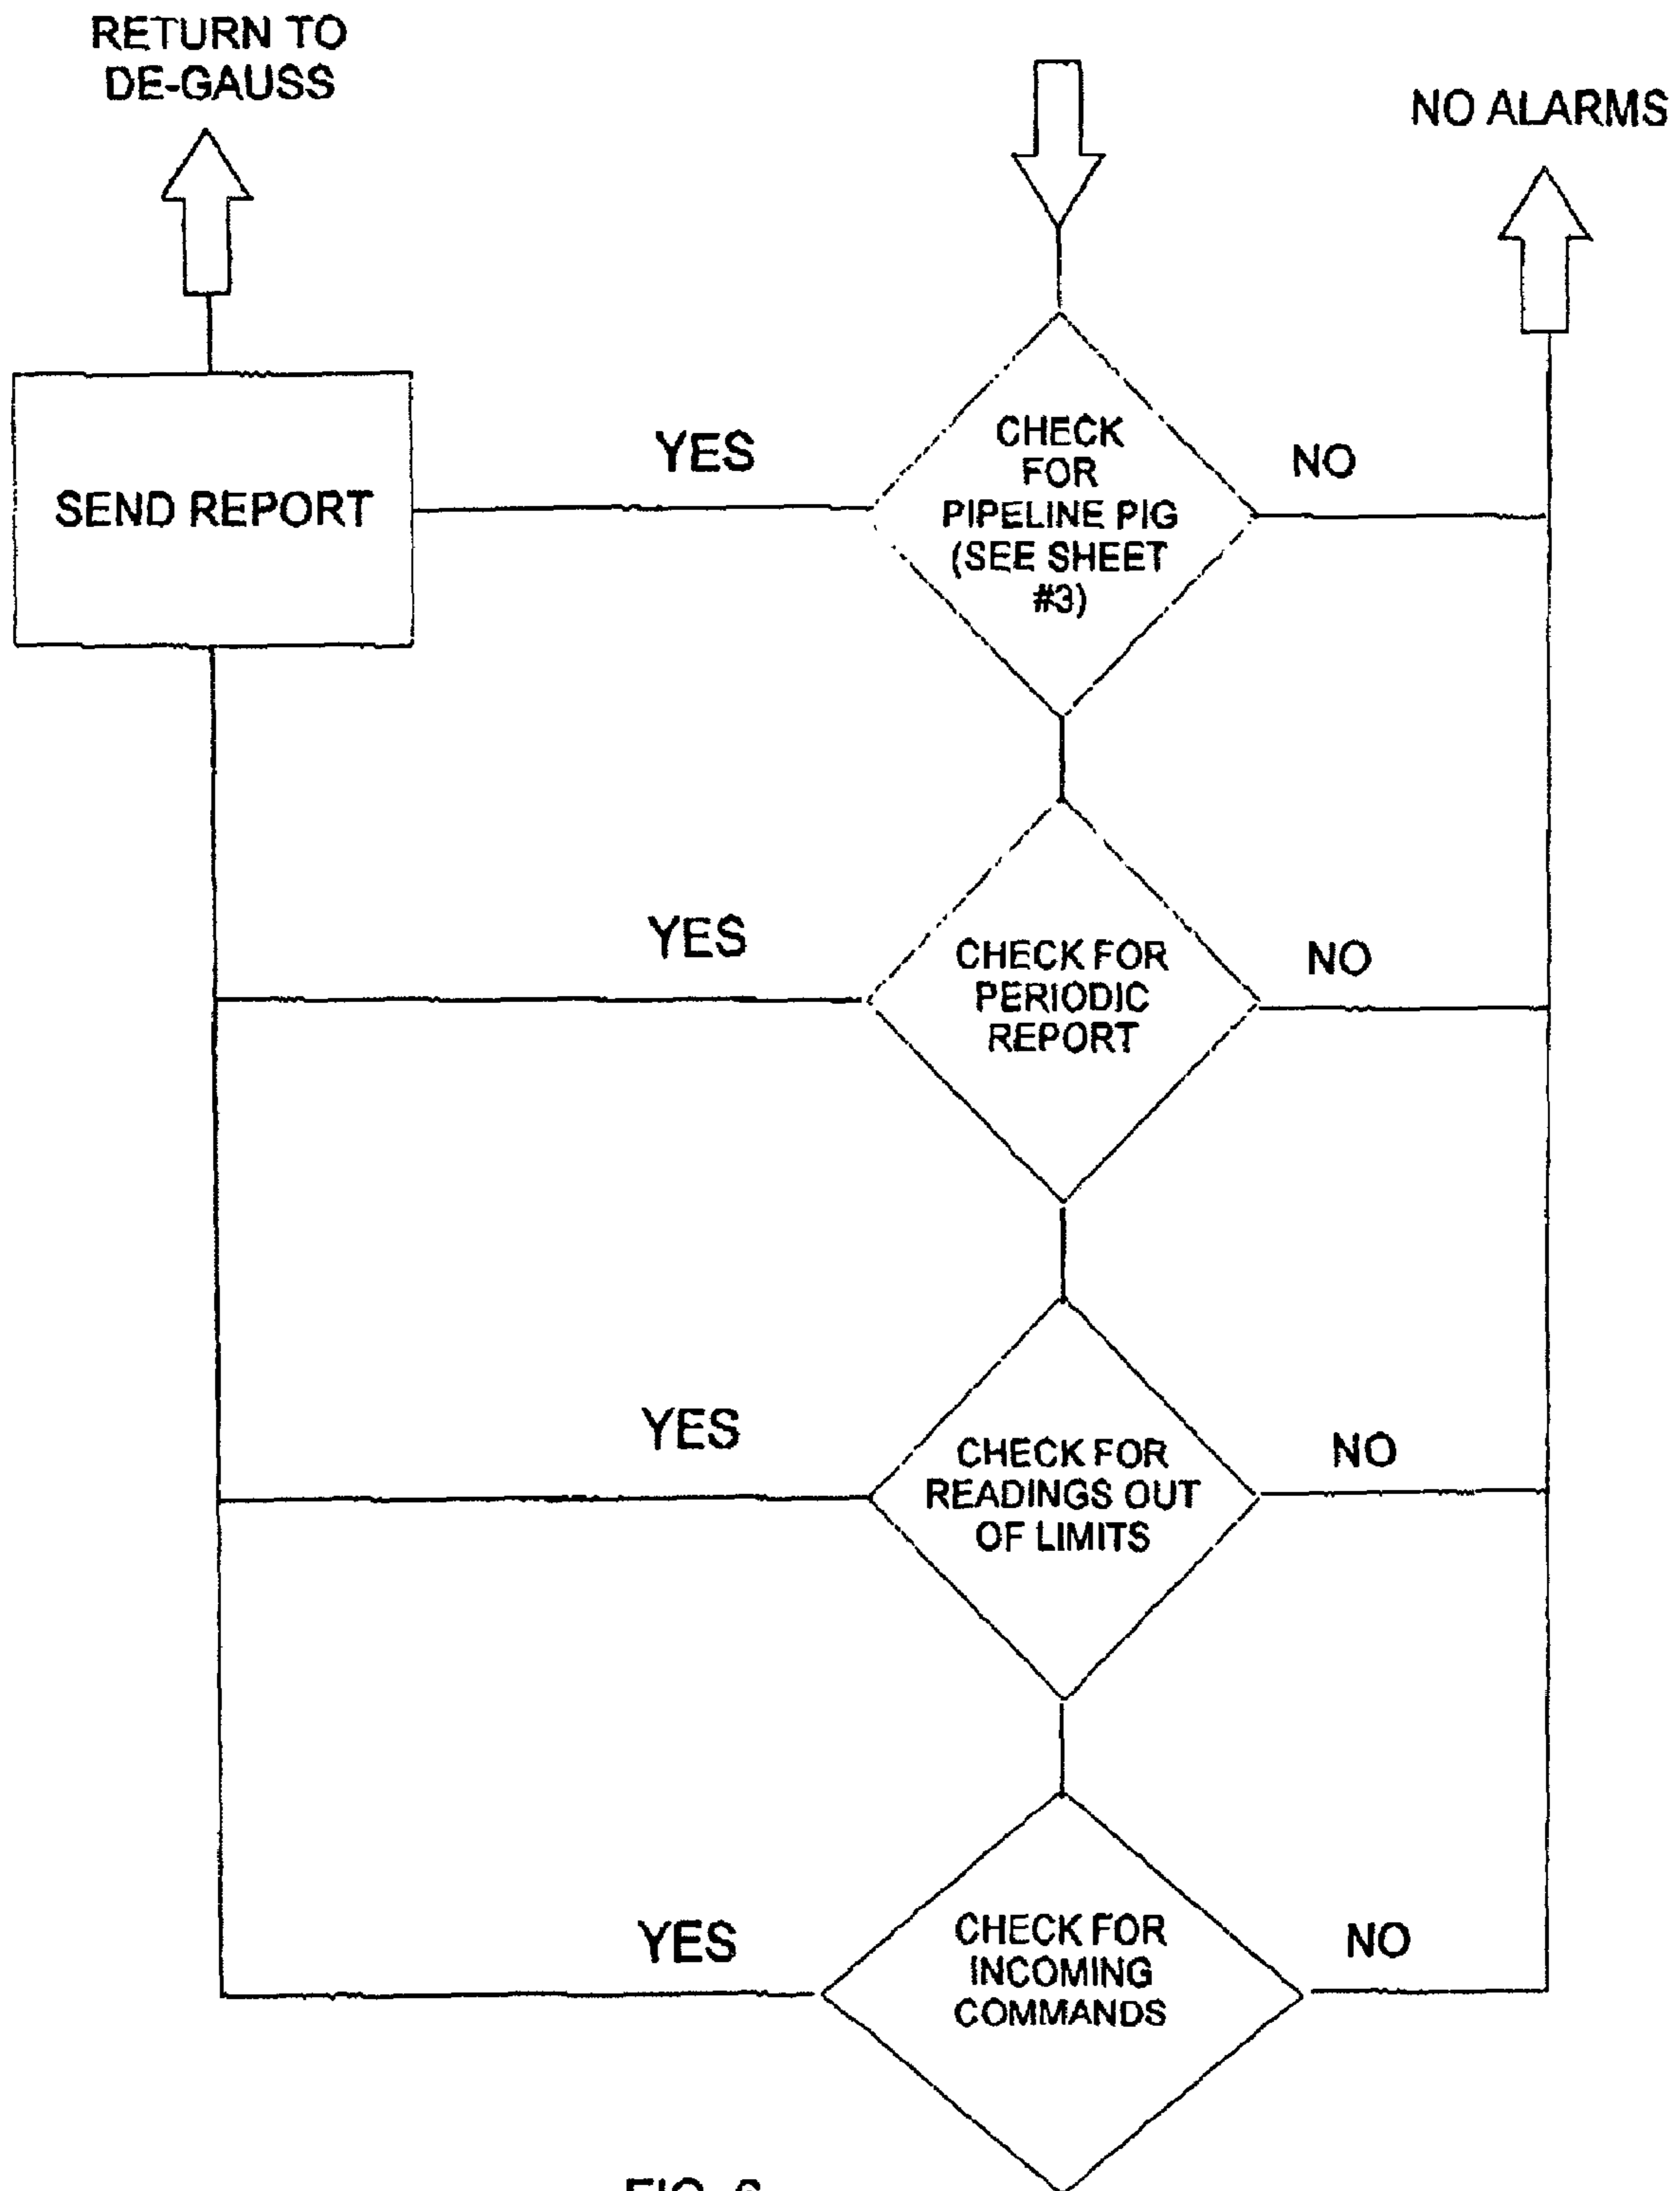 RETURN TO
DE-GAUSS
NO ALARMS
SEND REPORT
YES
CHECK
FOR
PIPELINE PIG
(SEE SHEET
#3)
NO
YES
CHECK FOR
PERIODIC
REPORT
NO
YES
CHECK FOR
READINGS OUT
OF LIMITS
NO
YES
CHECK FOR
INCOMING
COMMANDS
NO